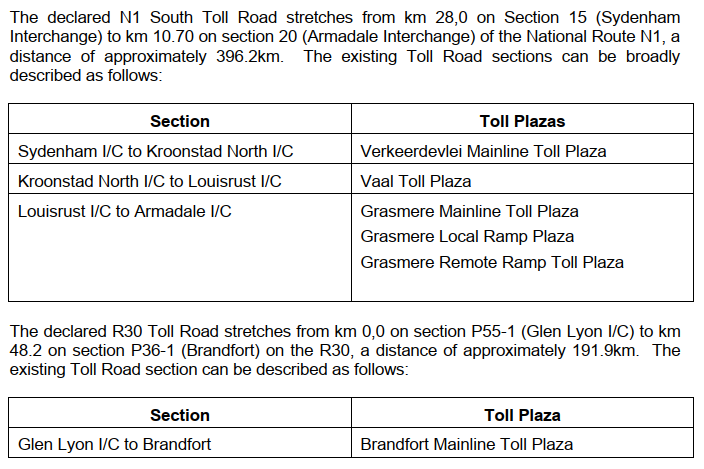 The declared N1 South Toll Road stretches from km 28,0 on Section 15 (Sydenham
Interchange) to km 10.70 on section 20 (Armadale Interchange) of the National Route N1, a
distance of approximately 396.2km. The existing Toll Road sections can be broadly
described as follows:
Section Toll Plazas
Sydenham I/C to Kroonstad North I/C Verkeerdevlei Mainline Toll Plaza
Kroonstad North I/C to Louisrust I/C Vaal Toll Plaza
Louisrust I/C to Armadale I/C Grasmere Mainline Toll Plaza
Grasmere Local Ramp Plaza
Grasmere Remote Ramp Toll Plaza
The declared R30 Toll Road stretches from km 0,0 on section P55-1 (Glen Lyon I/C) to km
48.2 on section P36-1 (Brandfort) on the R30, a distance of approximately 191.9km. The
existing Toll Road section can be described as follows:
Section Toll Plaza
Glen Lyon I/C to Brandfort Brandfort Mainline Toll Plaza